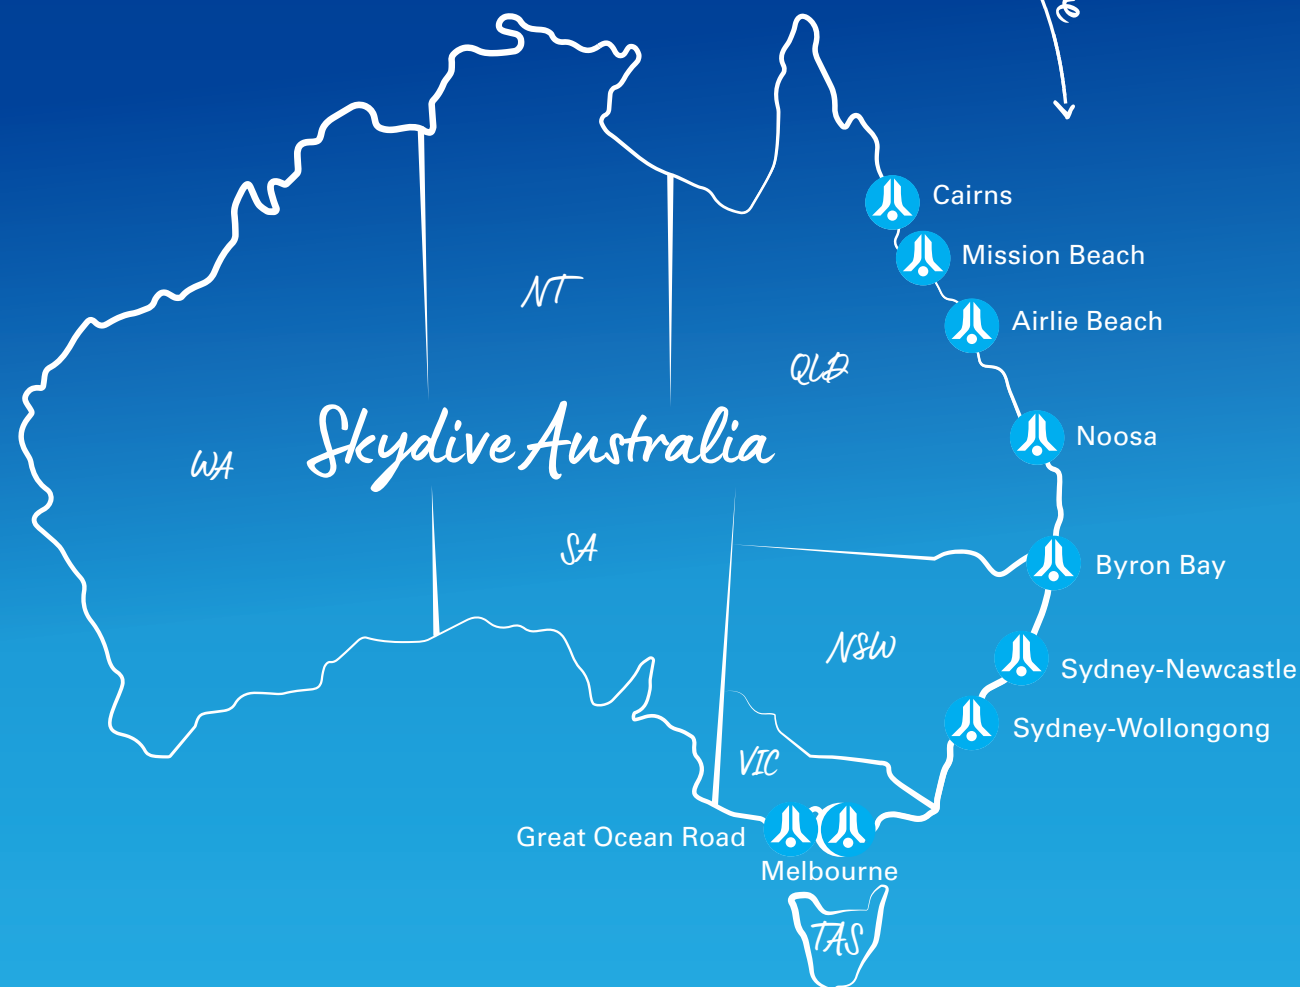 Cairns
Mission Beach
NT
Airlie Beach
QLD
Skydive Australia
Noosa
WA
SA
Byron Bay
NSW
Sydney-Newcastle
Sydney-Wollongong
VIC
Great Ocean Road
Melbourne
TAS